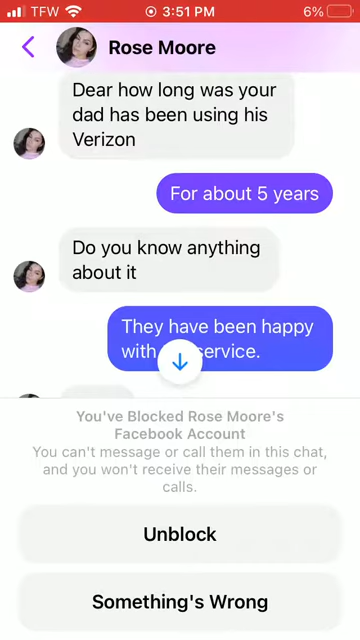 TFW 3:51 PM 6%
Rose Moore
Dear how long was your
dad has been using his
Verizon
For about 5 years
Do you know anything
about it
They have been happy
with service.
You've Blocked Rose Moore's
Facebook Account
You can't message or call them in this chat,
and you won't receive their messages or
calls.
Unblock
Something's Wrong